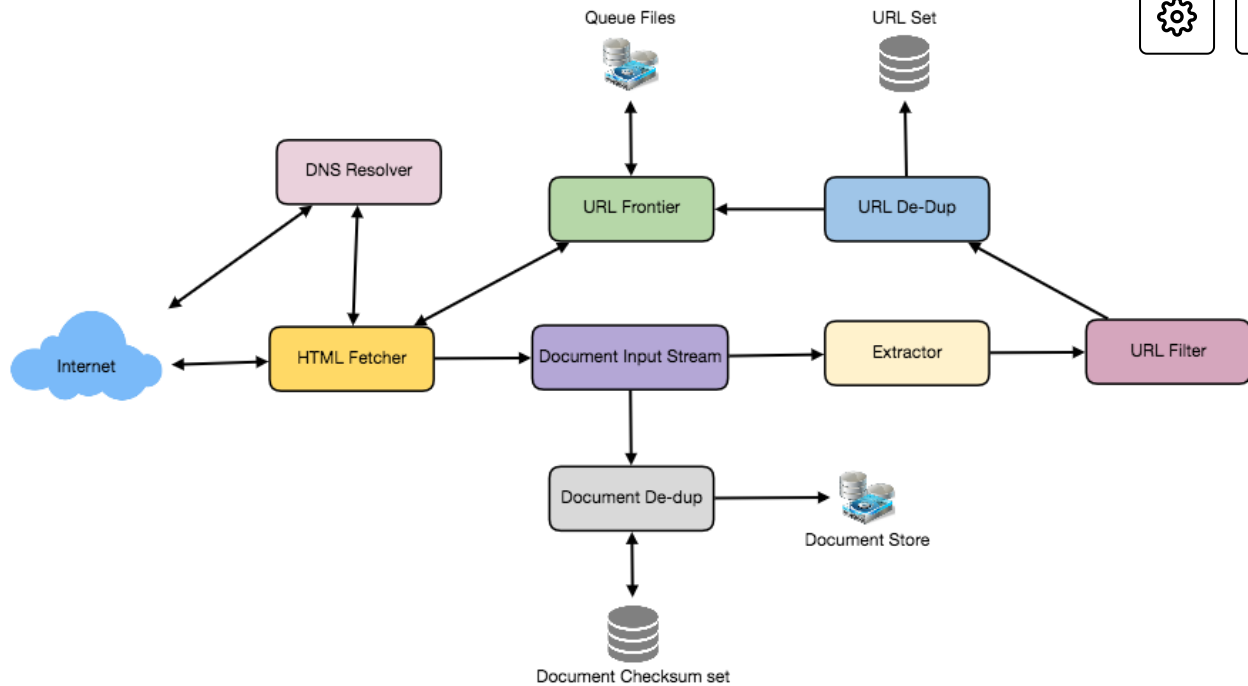 Queue Files
URL Set
DNS Resolver
URL Frontier
URL De-Dup
Internet
HTML Fetcher
Document Input Stream
Extractor
URL Filter
Document De-dup
Document Store
Document Checksum set